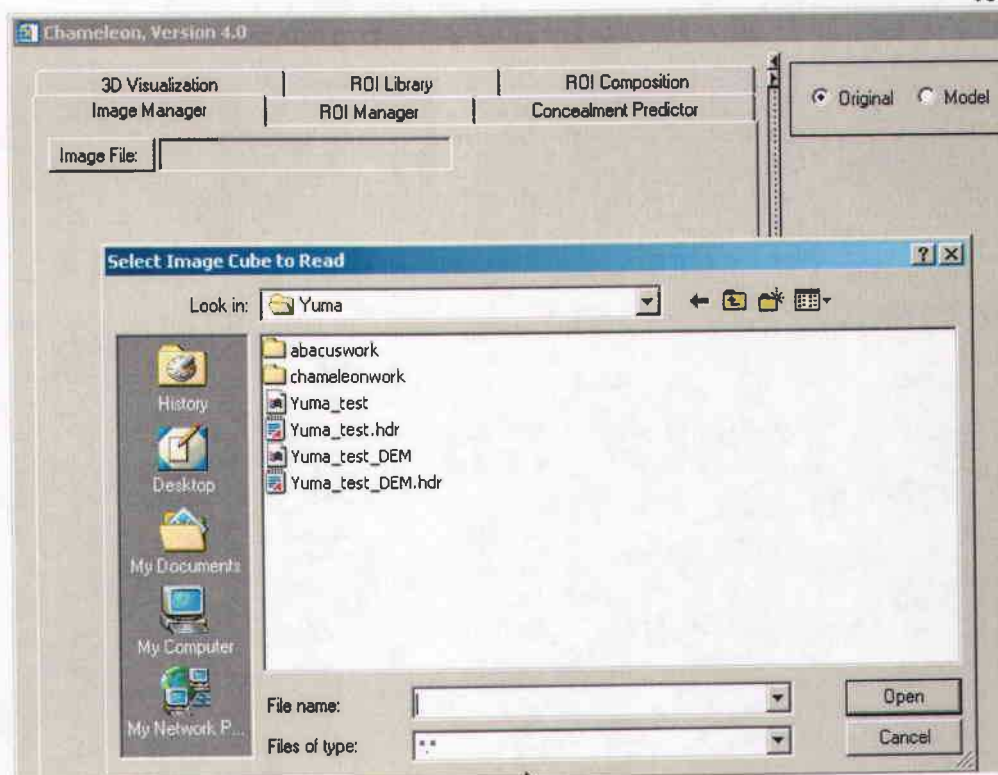 Chameleon, Version 4.0
3D Visualization ROI Library ROI Composition
Image Manager ROI Manager Concealment Predictor
Original Model
Image File:
Select Image Cube to Read
Look in: Yuma
abacuswork
chameleonwork
Yuma_test
Yuma_test.hdr
Yuma_test_DEM
Yuma_test_DEM.hdr
History
Desktop
My Documents
My Computer
My Network P...
File name:
Open
Files of type: *.*
Cancel